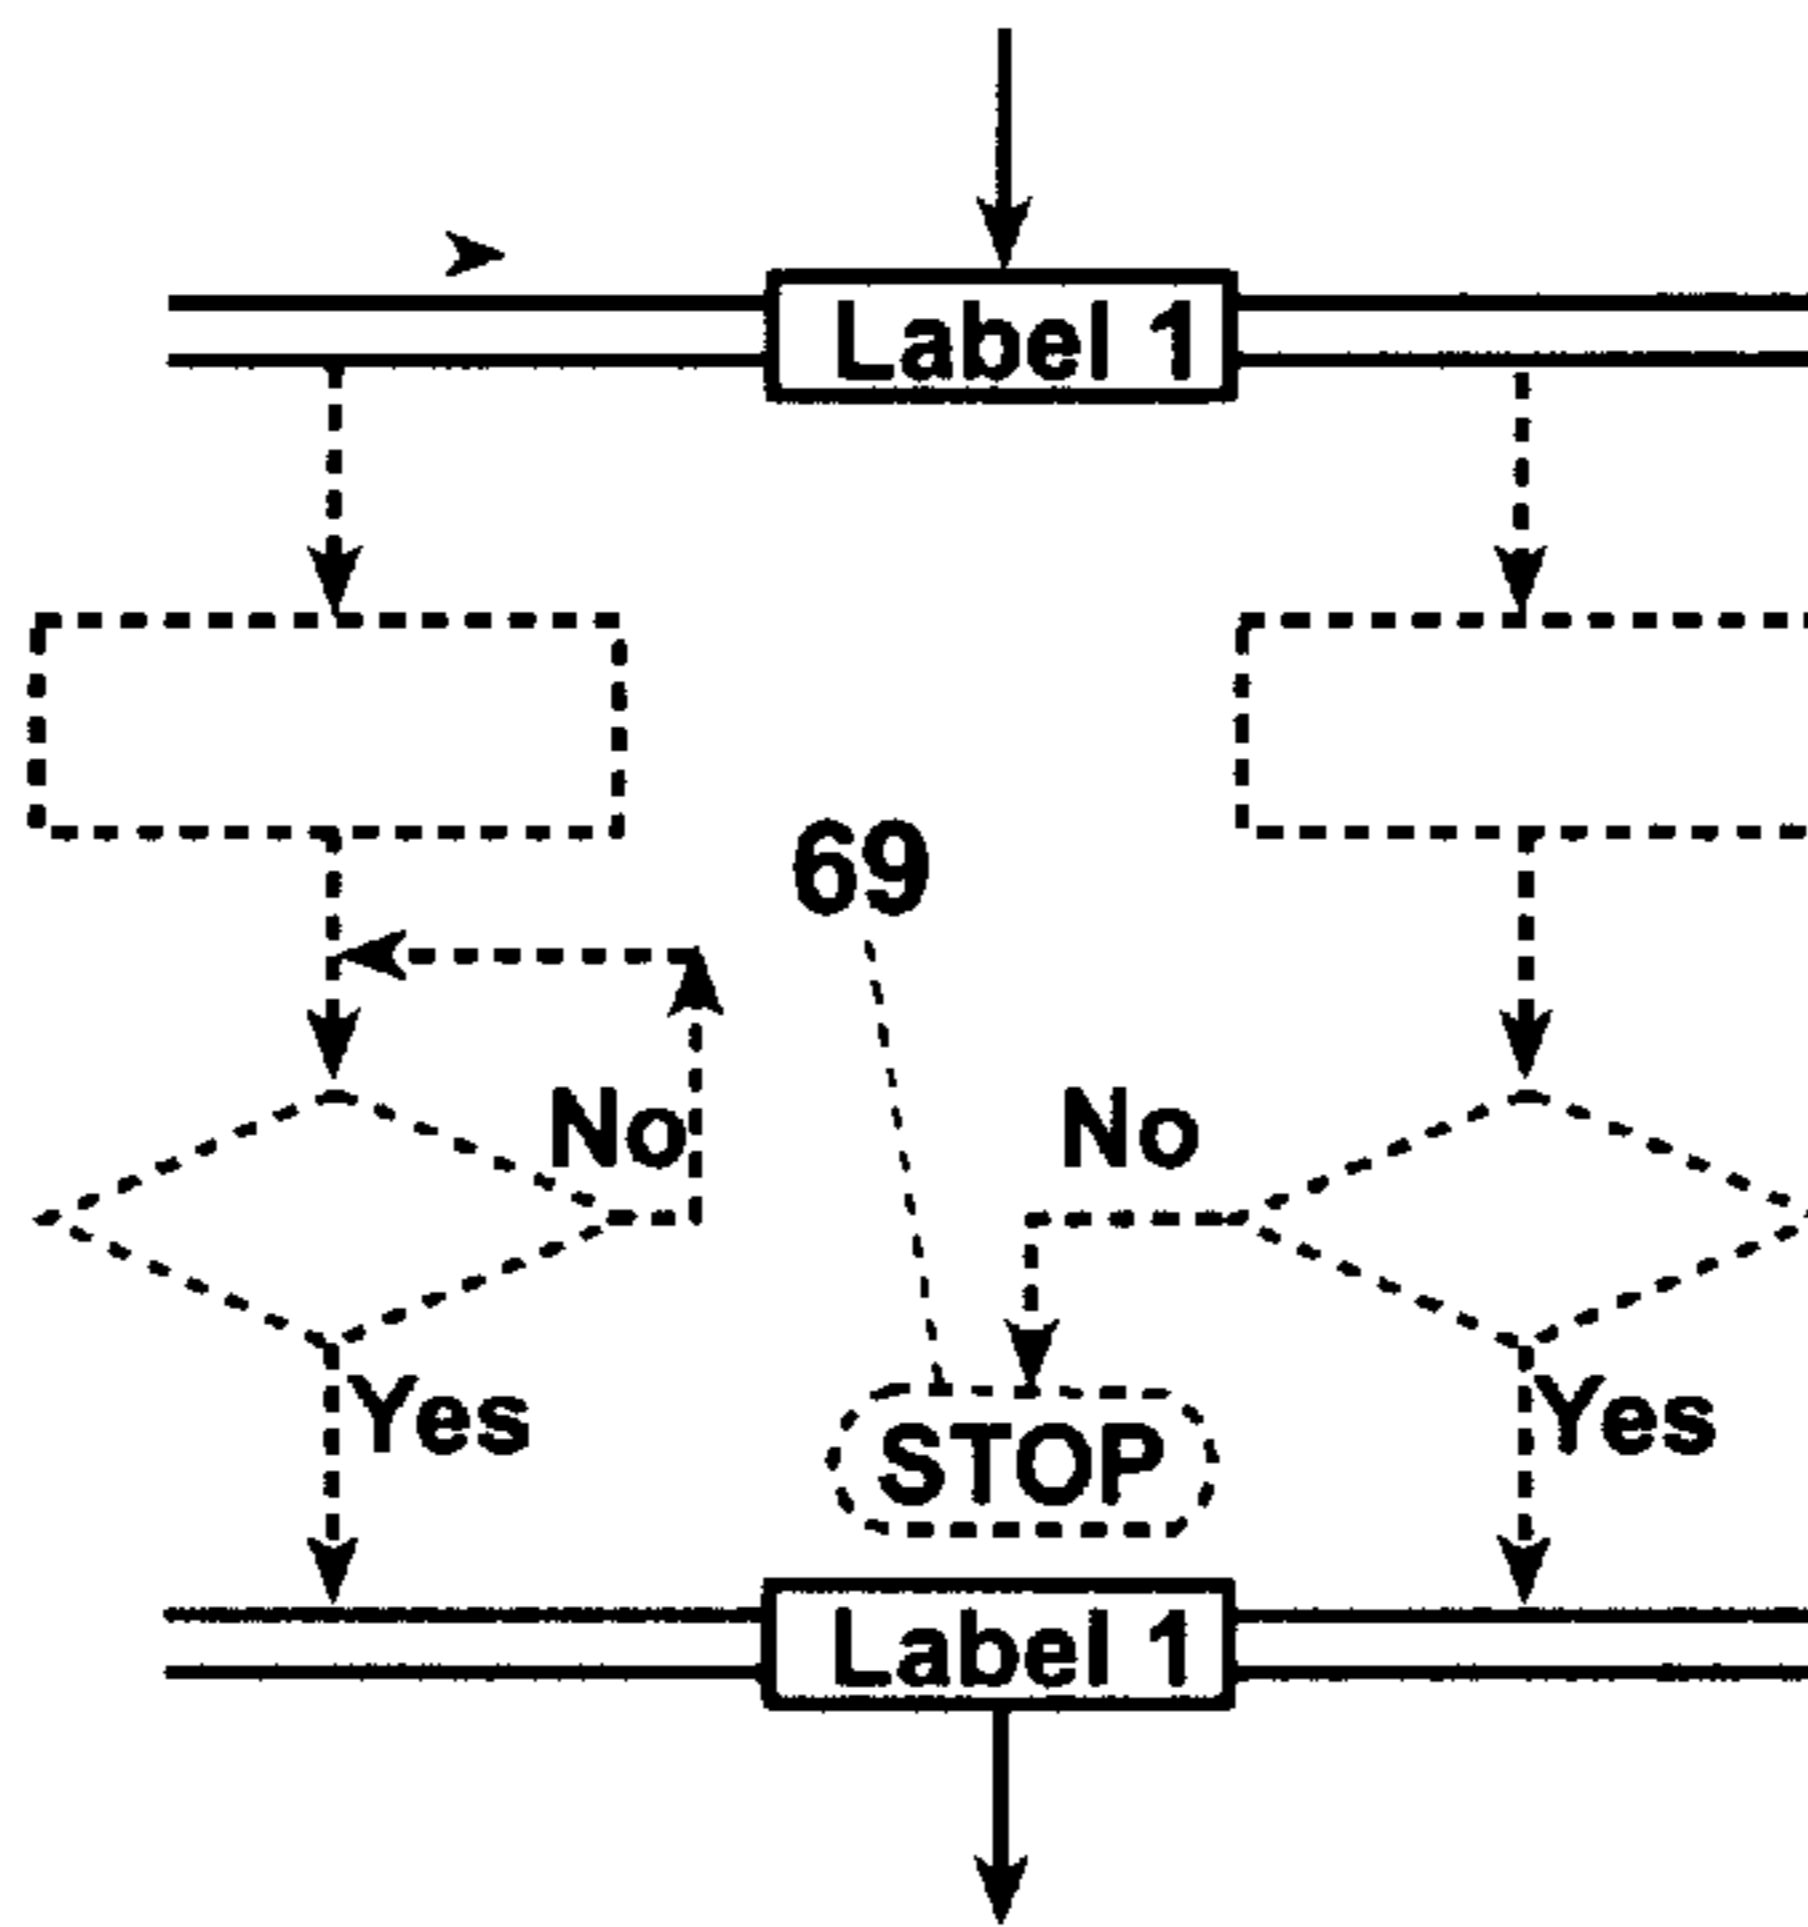 Label 1
69
No
No
Yes
STOP
Yes
Label 1